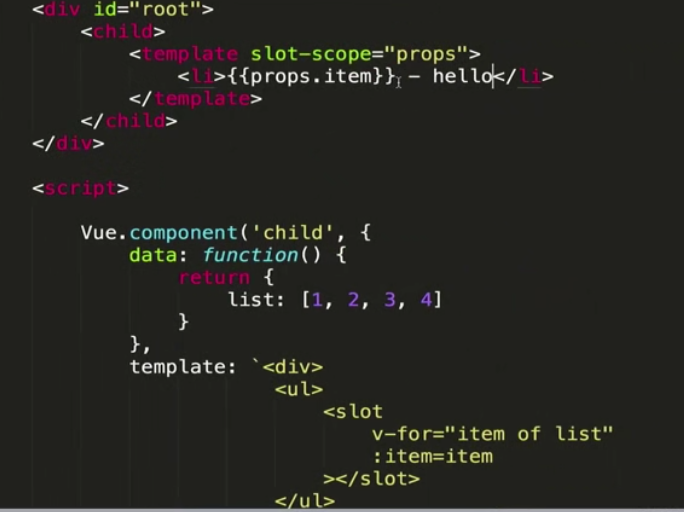 <div id="root">
<child>
<template slot-scope="props">
<li>{{props.item}} - hello</li>
</template>
</child>
</div>
<script>
Vue.component('child', {
data: function() {
return {
list: [1, 2, 3, 4]
}
},
template: `<div>
<ul>
<slot
v-for="item of list"
:item=item
></slot>
</ul>